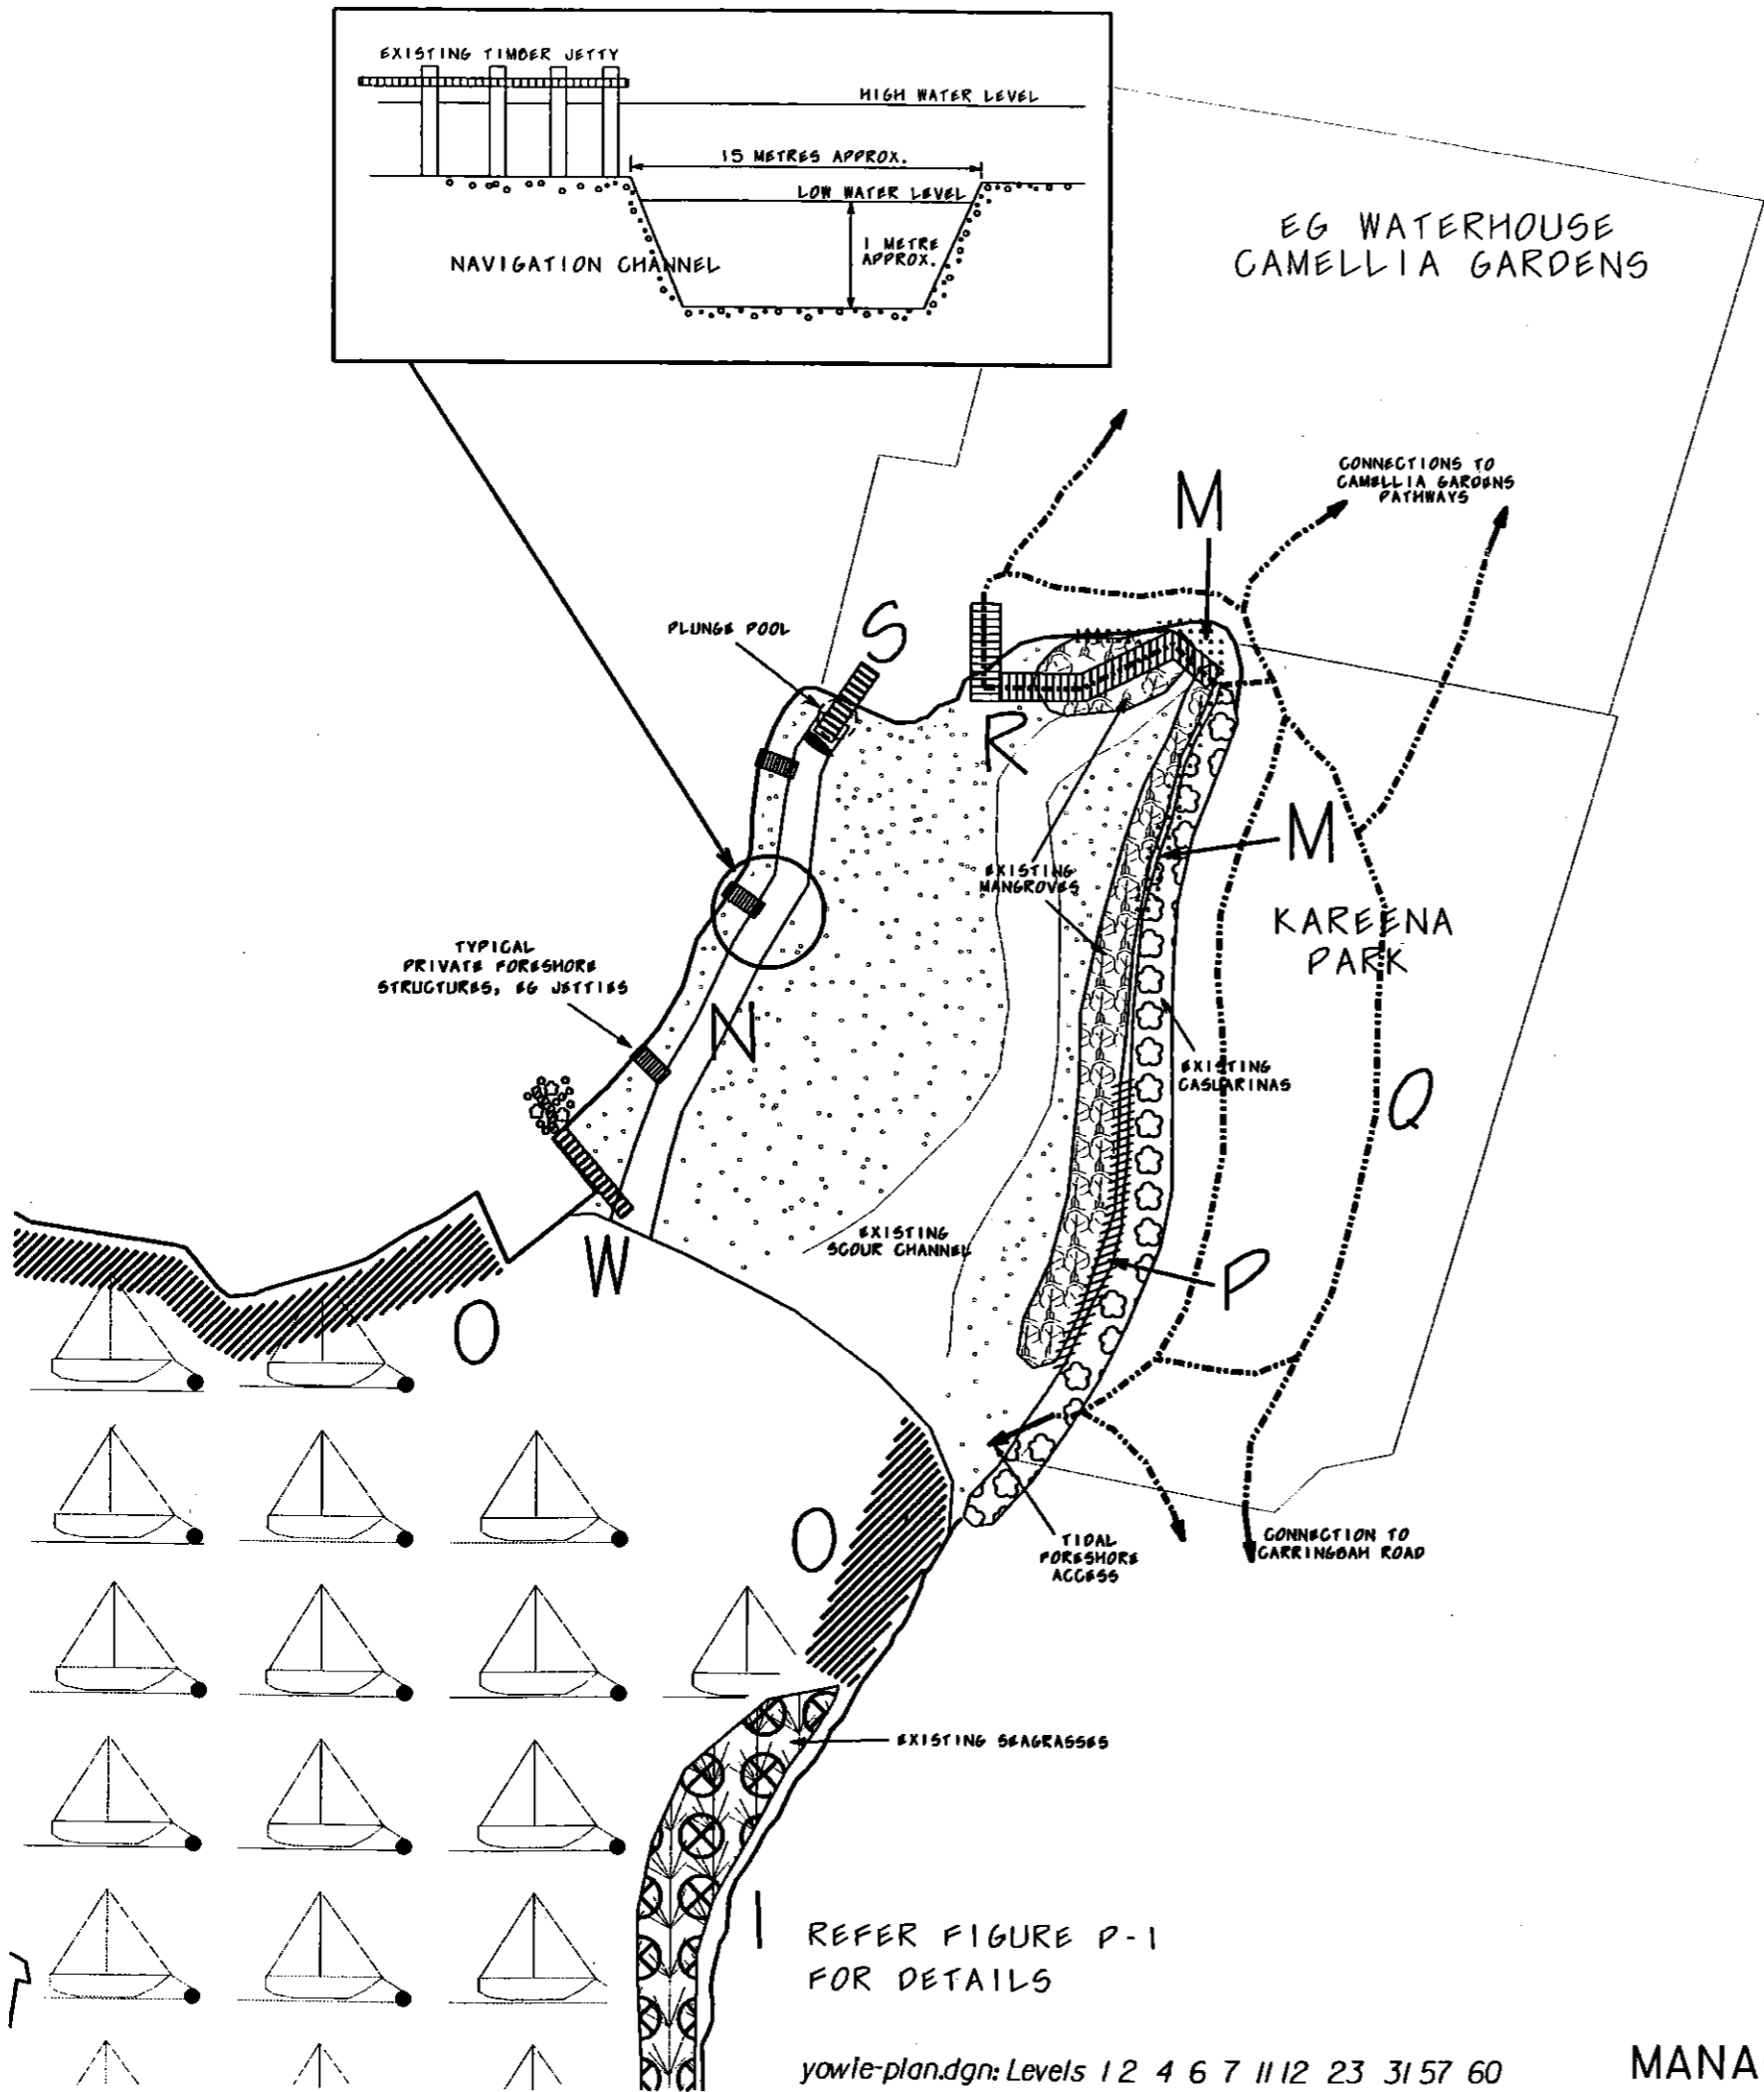 EXISTING TIMBER JETTY
HIGH WATER LEVEL
15 METRES APPROX.
LOW WATER LEVEL
1 METRE
APPROX.
NAVIGATION CHANNEL
EG WATERHOUSE
CAMELLIA GARDENS
CONNECTIONS TO
CAMELLIA GARDENS
PATHWAYS
M
S
PLUNGE POOL
R
M
EXISTING
MANGROVES
KAREENA
PARK
TYPICAL
PRIVATE FORESHORE
STRUCTURES, EG JETTIES
N
EXISTING
CASUARINAS
Q
EXISTING
SCOUR CHANNEL
W
P
O
O
TIDAL
FORESHORE
ACCESS
CONNECTION TO
CARRINGBAH ROAD
EXISTING SEAGRASSES
I
REFER FIGURE P-1
FOR DETAILS
yowie-plan.dgn: Levels 1 2 4 6 7 11 12 23 31 57 60
MANA